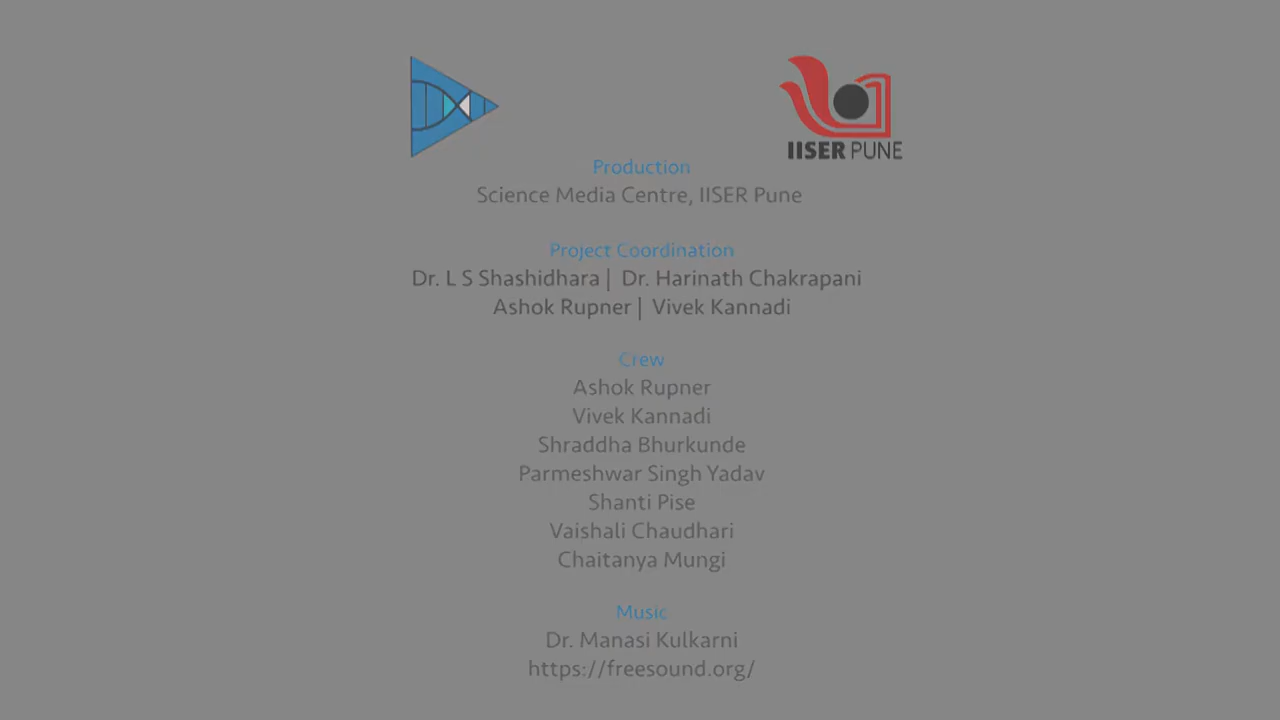 IISER PUNE
Production
Science Media Centre, IISER Pune
Project Coordination
Dr. L S Shashidhara | Dr. Harinath Chakrapani
Ashok Rupner | Vivek Kannadi
Crew
Ashok Rupner
Vivek Kannadi
Shraddha Bhurkunde
Parmeshwar Singh Yadav
Shanti Pise
Vaishali Chaudhari
Chaitanya Mungi
Music
Dr. Manasi Kulkarni
https://freesound.org/